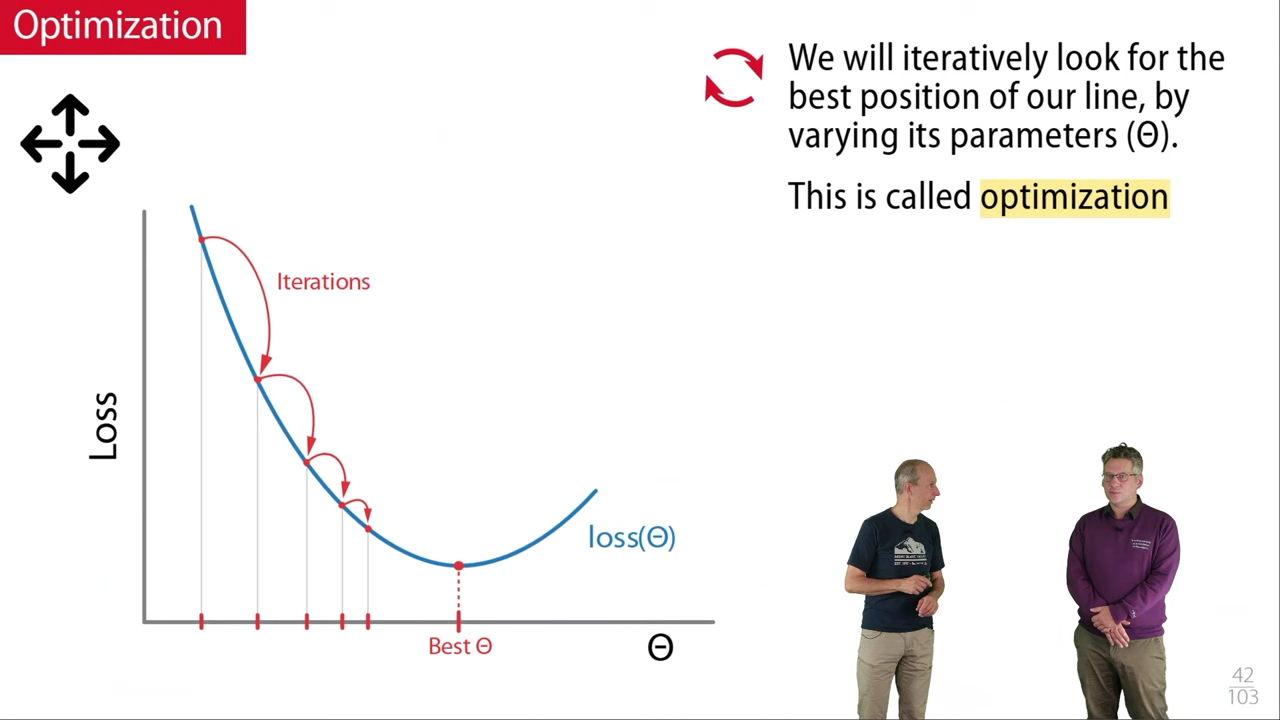 Optimization
We will iteratively look for the
best position of our line, by
varying its parameters (Θ).
This is called optimization
Iterations
Loss
loss(Θ)
Best Θ
Θ
42
103